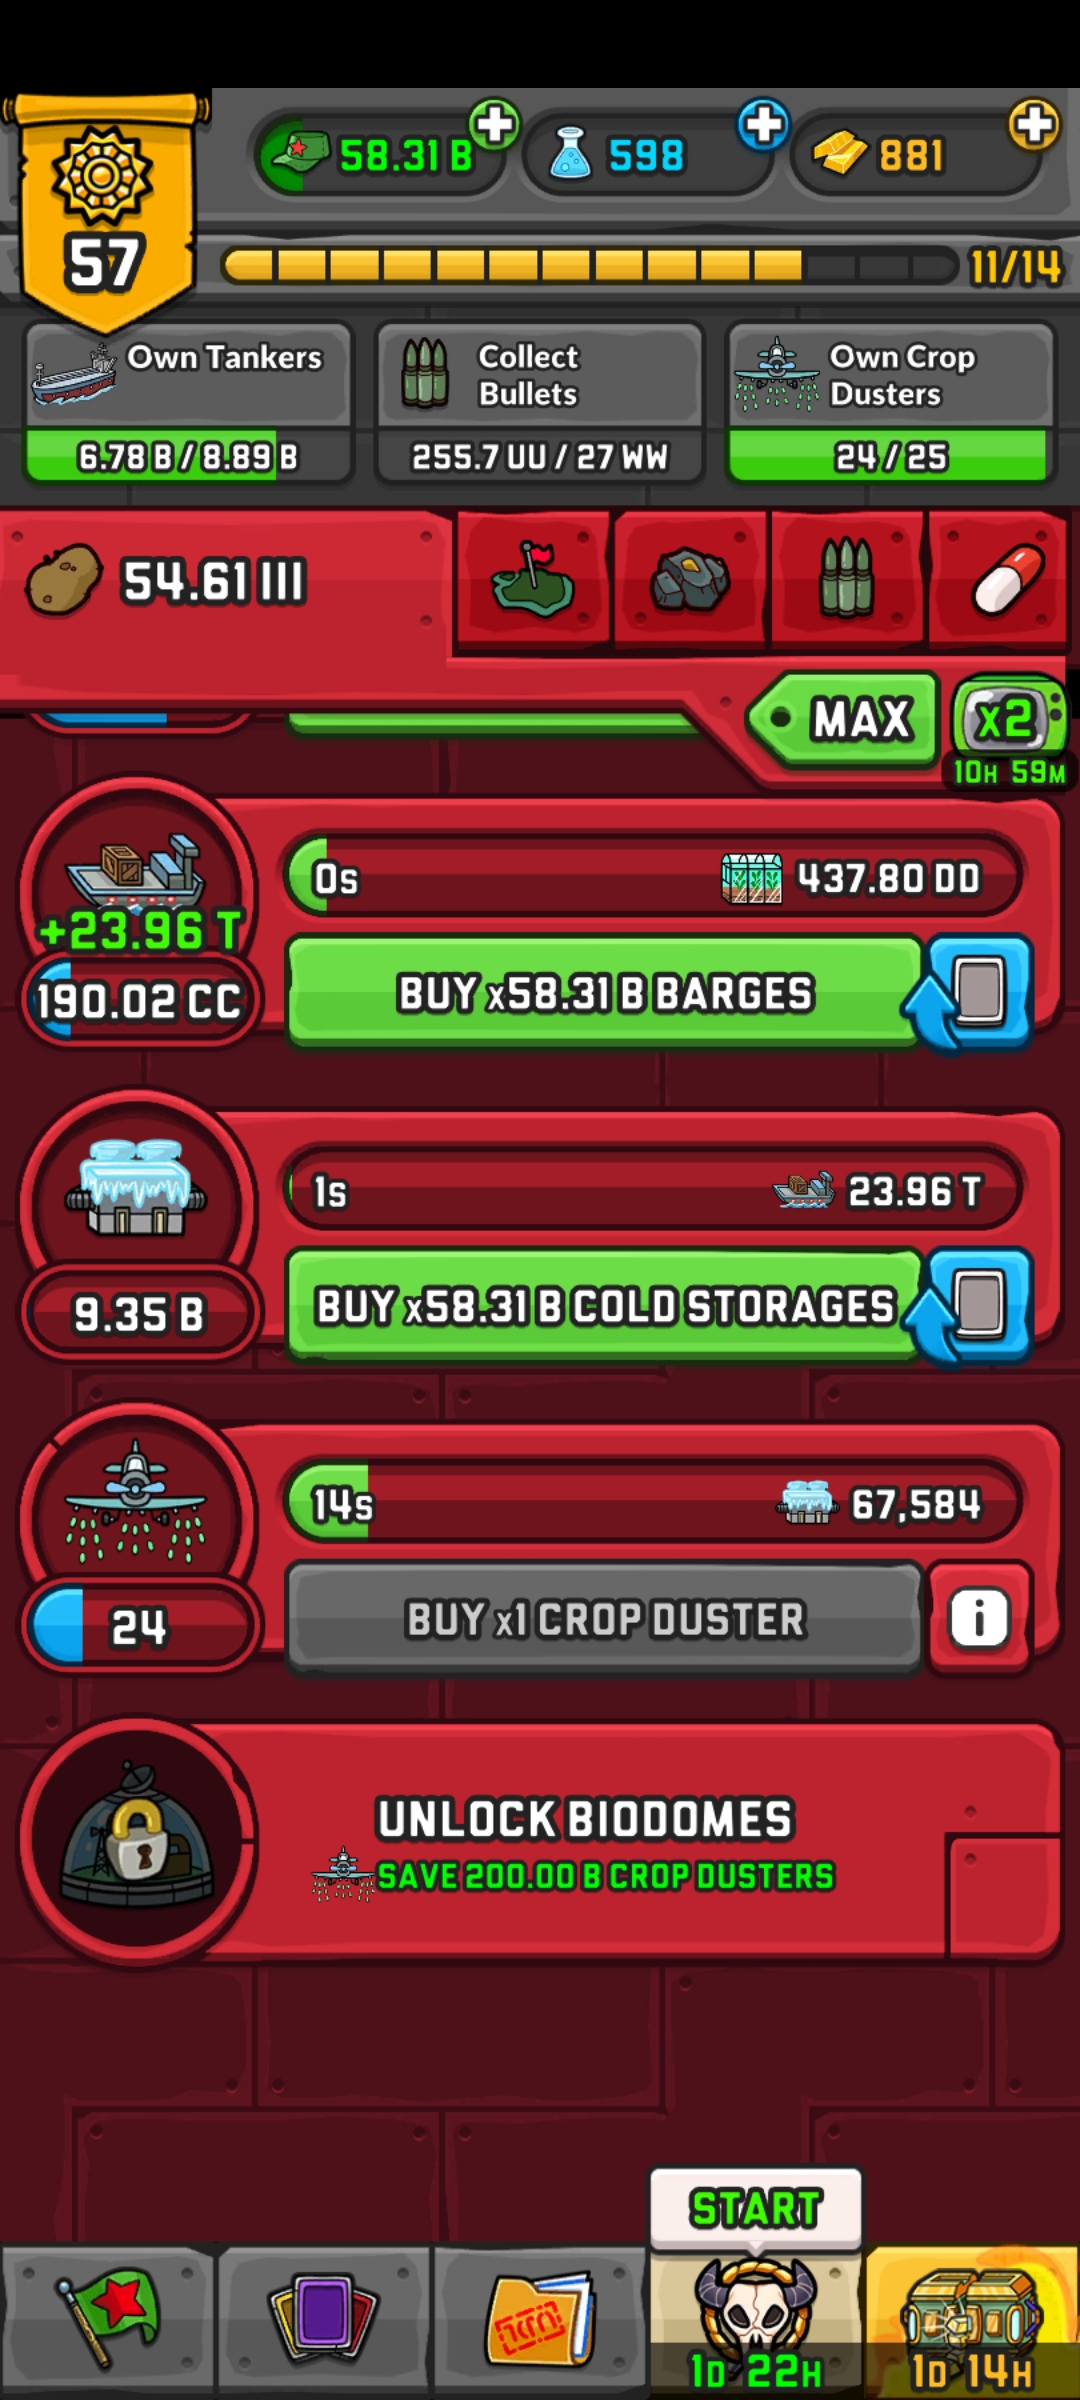 58.31 B
598
881
57
11/14
Own Tankers
6.78 B / 8.89 B
Collect
Bullets
255.7 UU / 27 WW
Own Crop
Dusters
24 / 25
54.61 III
MAX
x2
10H 59M
0s
437.80 DD
+23.96 T
190.02 CC
BUY x58.31 B BARGES
1s
23.96 T
9.35 B
BUY x58.31 B COLD STORAGES
14s
67,584
24
BUY x1 CROP DUSTER
i
UNLOCK BIODOMES
SAVE 200.00 B CROP DUSTERS
START
1D 22H
1D 14H